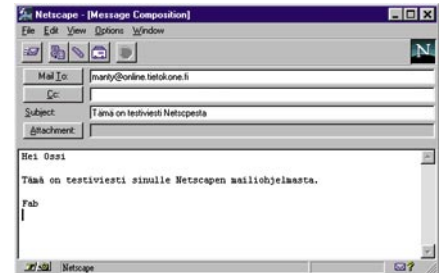 Netscape - [Message Composition]
File Edit View Options Window
N
Mail To: manty@online.tietokone.fi
Cc:
Subject: Tämä on testiviesti Netscpesta
Attachment:
Hei Ossi
Tämä on testiviesti sinulle Netscapen mailiohjelmasta.
Fab
Netscape